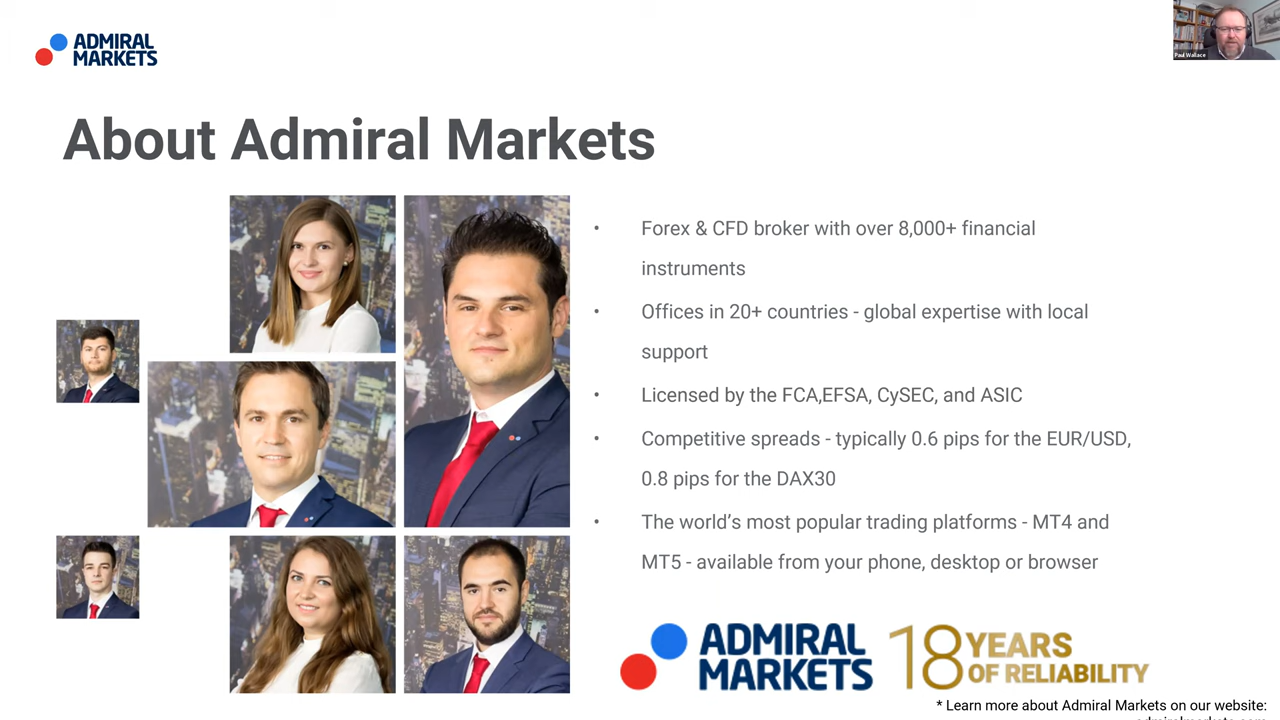 ADMIRAL
MARKETS
Paul Wallace
About Admiral Markets
• Forex & CFD broker with over 8,000+ financial
instruments
• Offices in 20+ countries - global expertise with local
support
• Licensed by the FCA,EFSA, CySEC, and ASIC
• Competitive spreads - typically 0.6 pips for the EUR/USD,
0.8 pips for the DAX30
• The world's most popular trading platforms - MT4 and
MT5 - available from your phone, desktop or browser
ADMIRAL
MARKETS
18 YEARS
OF RELIABILITY
* Learn more about Admiral Markets on our website: